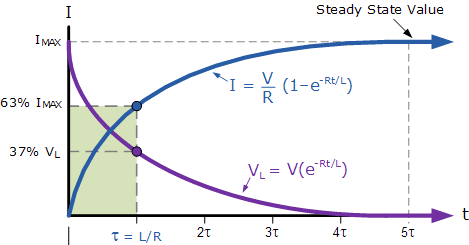 I
Steady State Value
IMAX
I = V/R (1-e-Rt/L)
63% IMAX
37% VL
VL = V(e-Rt/L)
t
τ = L/R
2τ
3τ
4τ
5τ